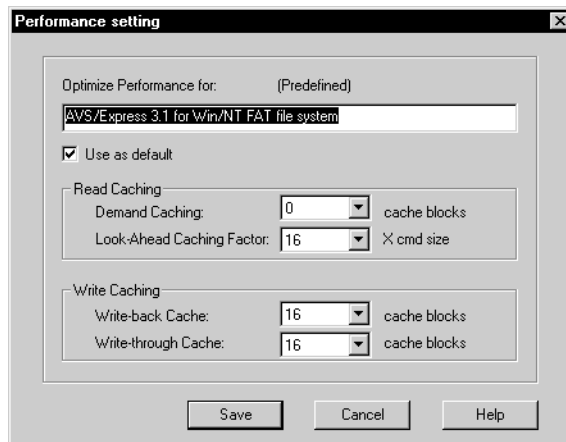 Performance setting
Optimize Performance for: (Predefined)
AVS/Express 3.1 for Win/NT FAT file system
Use as default
Read Caching
Demand Caching: 0 cache blocks
Look-Ahead Caching Factor: 16 X cmd size
Write Caching
Write-back Cache: 16 cache blocks
Write-through Cache: 16 cache blocks
Save Cancel Help